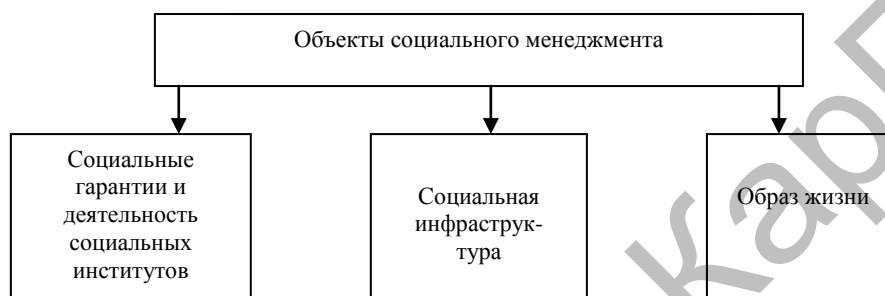 Объекты социального менеджмента
Социальные
гарантии и
деятельность
социальных
институтов
Социальная
инфраструк-
тура
Образ жизни